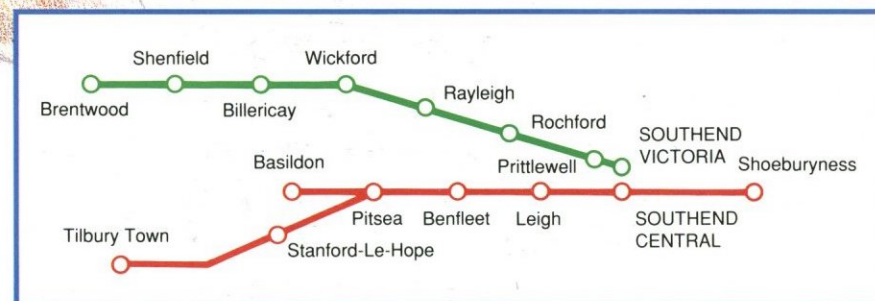 Shenfield
Wickford
Brentwood
Billericay
Rayleigh
Rochford
Prittlewell
SOUTHEND
VICTORIA
Basildon
Shoeburyness
Pitsea
Benfleet
Leigh
SOUTHEND
CENTRAL
Tilbury Town
Stanford-Le-Hope